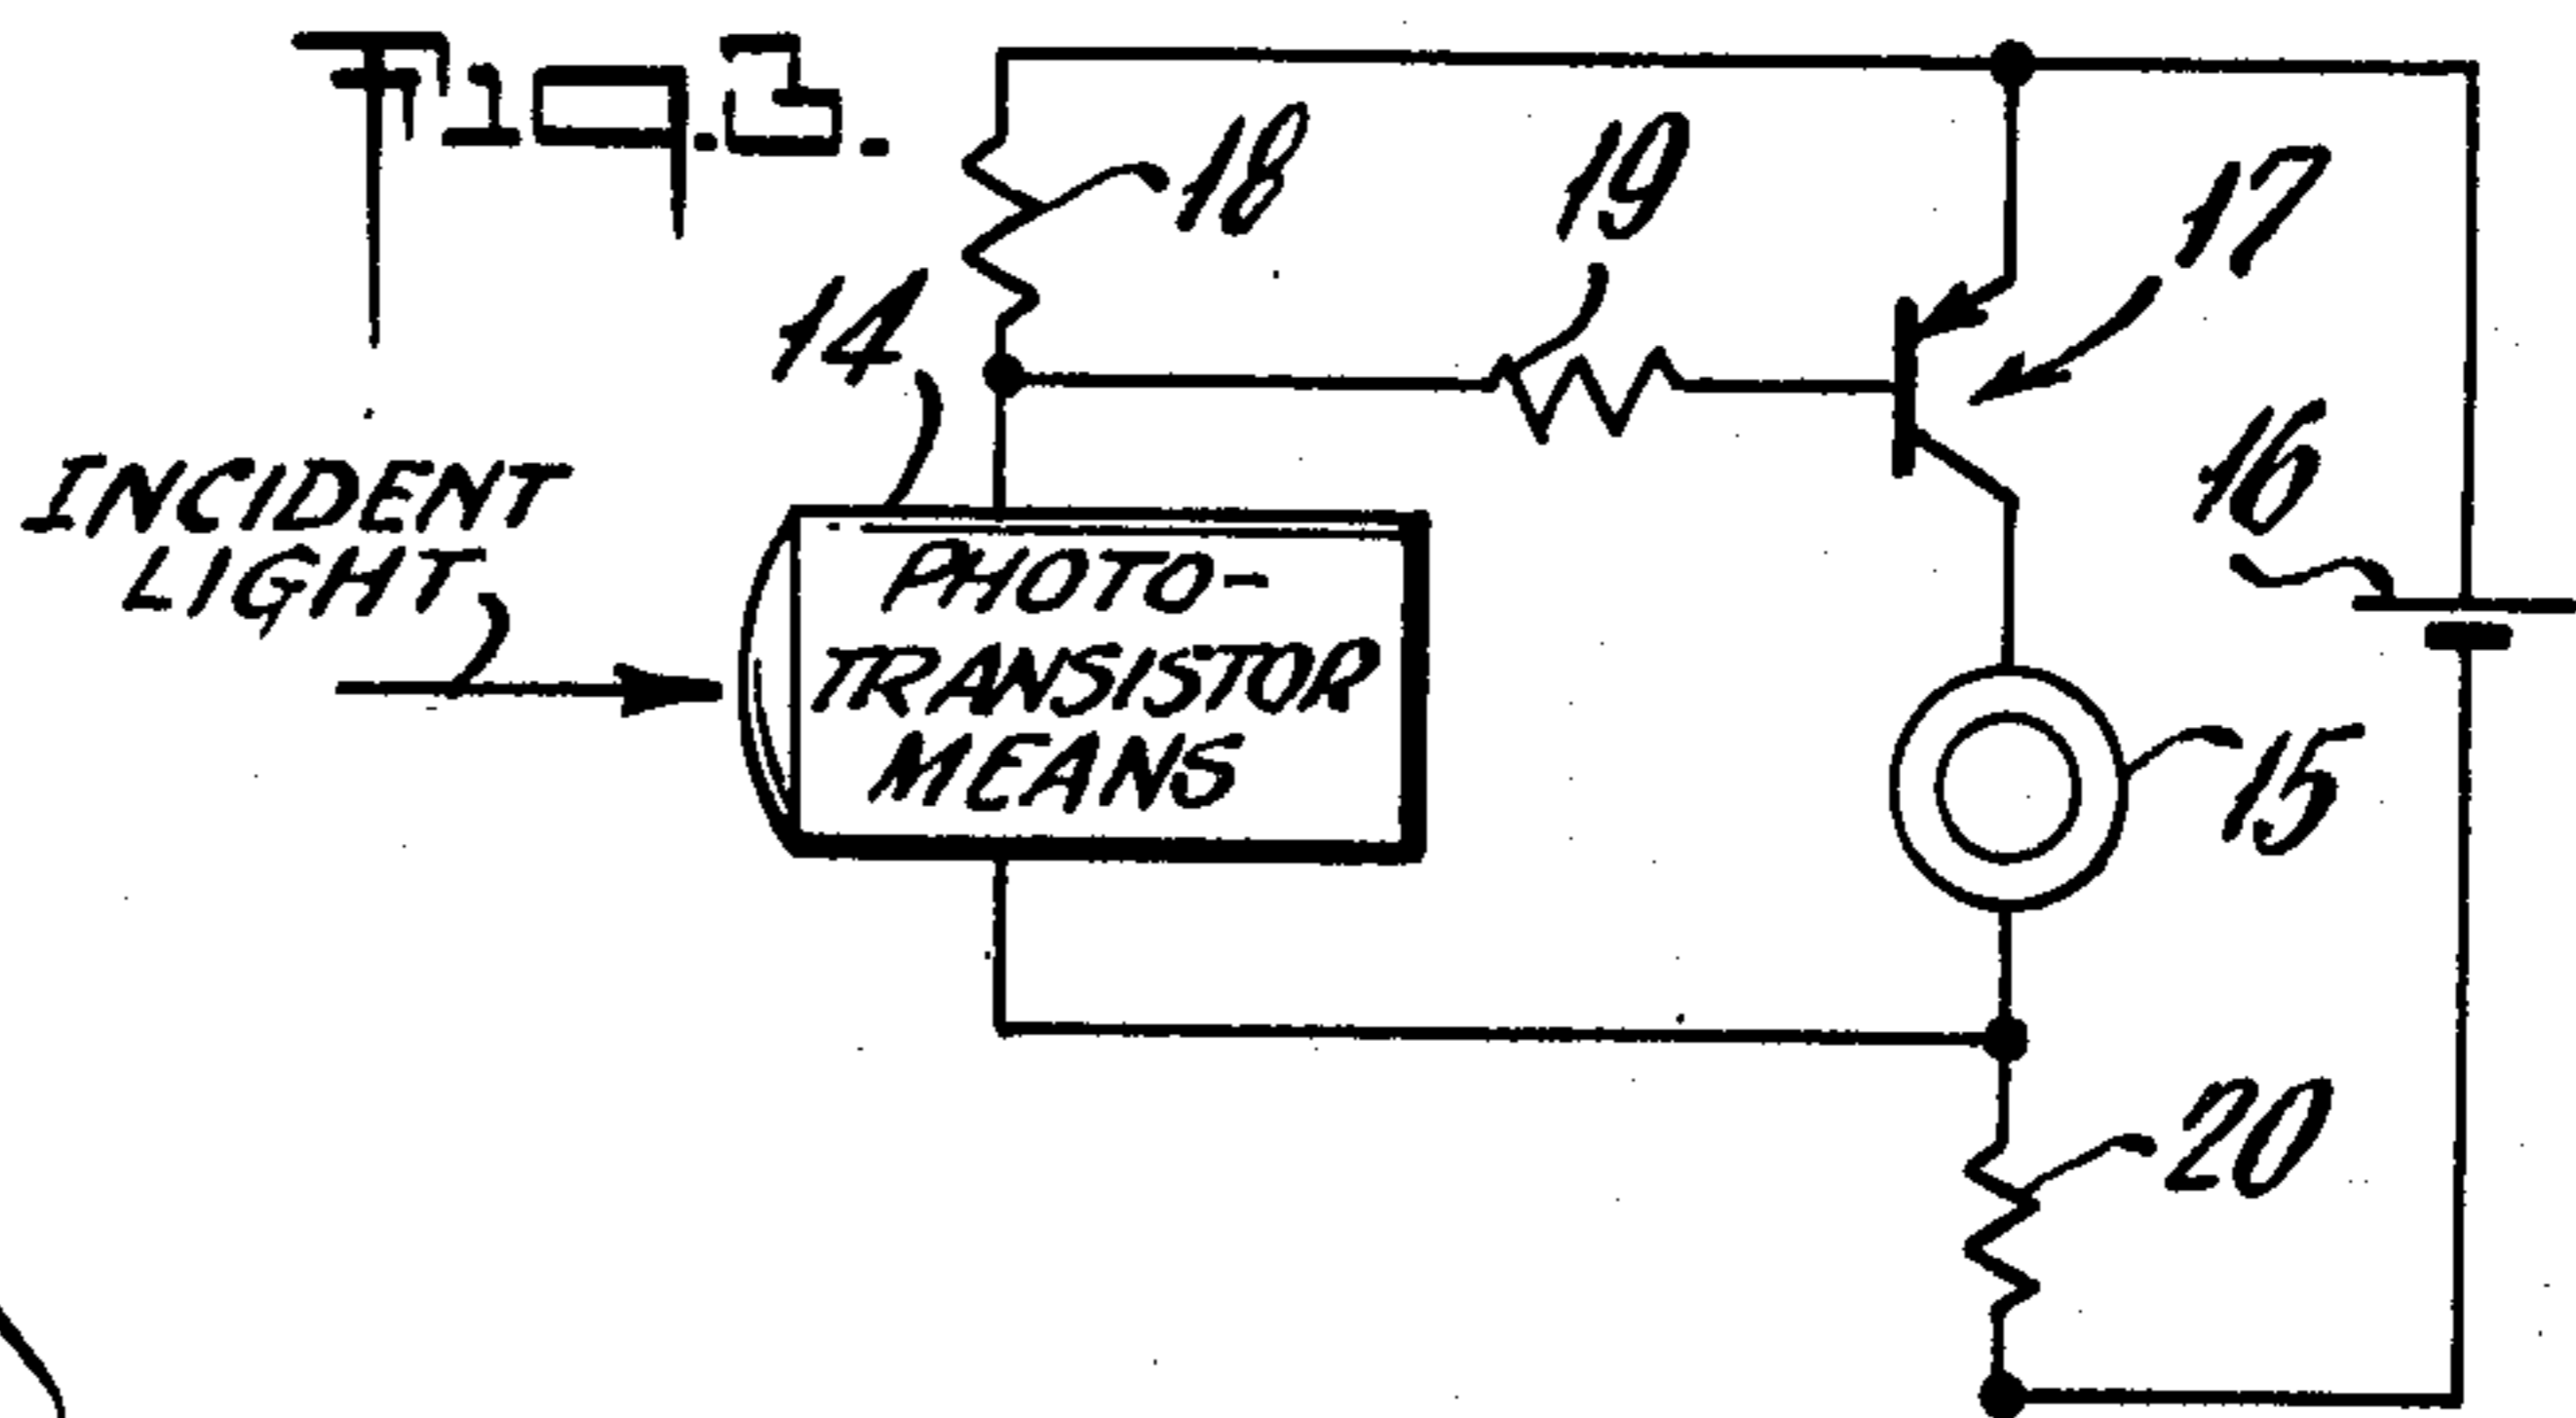 Fig. 3.
18
19
17
14
16
INCIDENT
LIGHT
PHOTO-
TRANSISTOR
MEANS
15
20